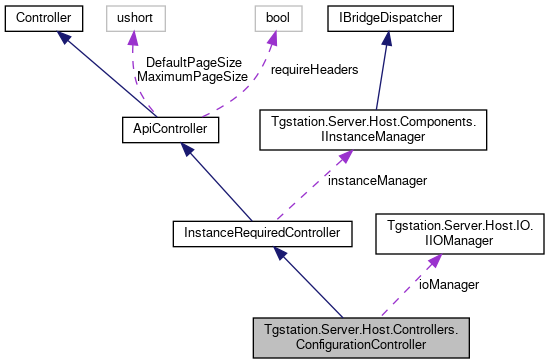 Controller
ushort
bool
IBridgeDispatcher
DefaultPageSize
MaximumPageSize
requireHeaders
ApiController
Tgstation.Server.Host.Components.
IInstanceManager
instanceManager
InstanceRequiredController
Tgstation.Server.Host.IO.
IIOManager
ioManager
Tgstation.Server.Host.Controllers.
ConfigurationController